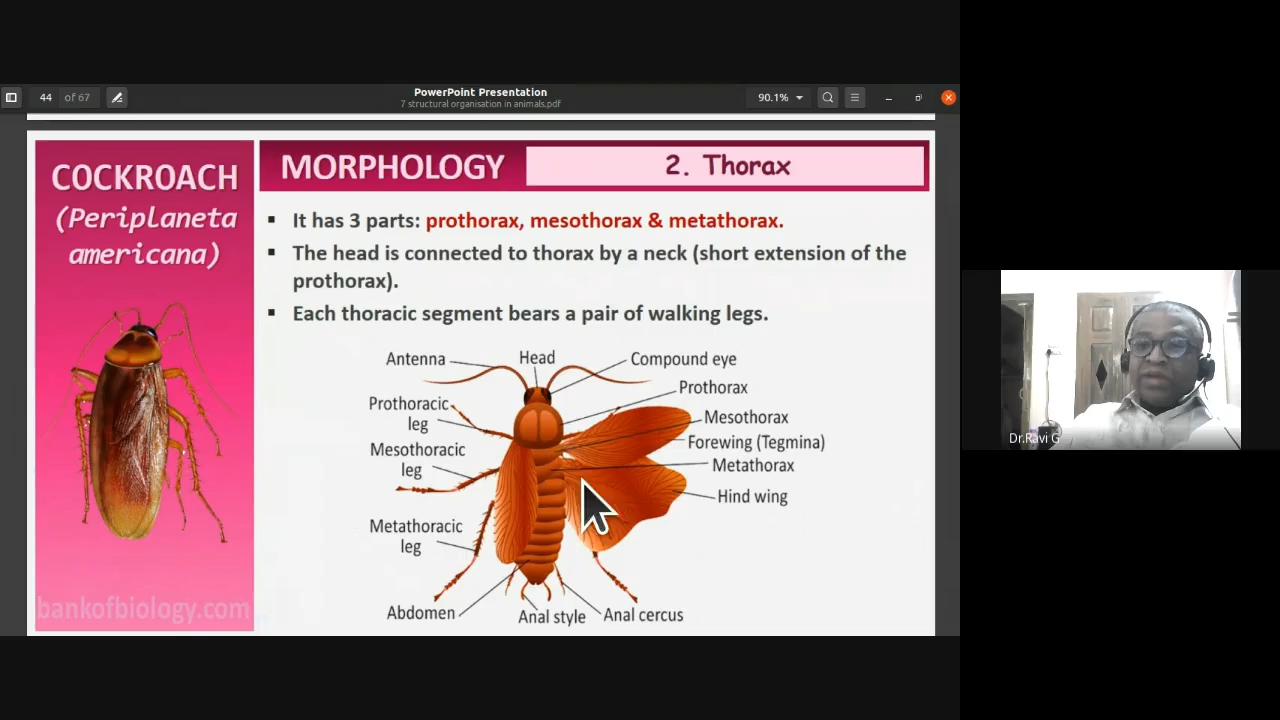 PowerPoint Presentation
44 of 67
7 structural organisation in animals.pdf
90.1%
COCKROACH
(Periplaneta
americana)
MORPHOLOGY
2. Thorax
▪ It has 3 parts: prothorax, mesothorax & metathorax.
▪ The head is connected to thorax by a neck (short extension of the
prothorax).
▪ Each thoracic segment bears a pair of walking legs.
Antenna
Head
Compound eye
Prothorax
Prothoracic
leg
Mesothorax
Forewing (Tegmina)
Mesothoracic
leg
Metathorax
Hind wing
Metathoracic
leg
Abdomen
Anal style
Anal cercus
bankofbiology.com
Dr.Ravi G